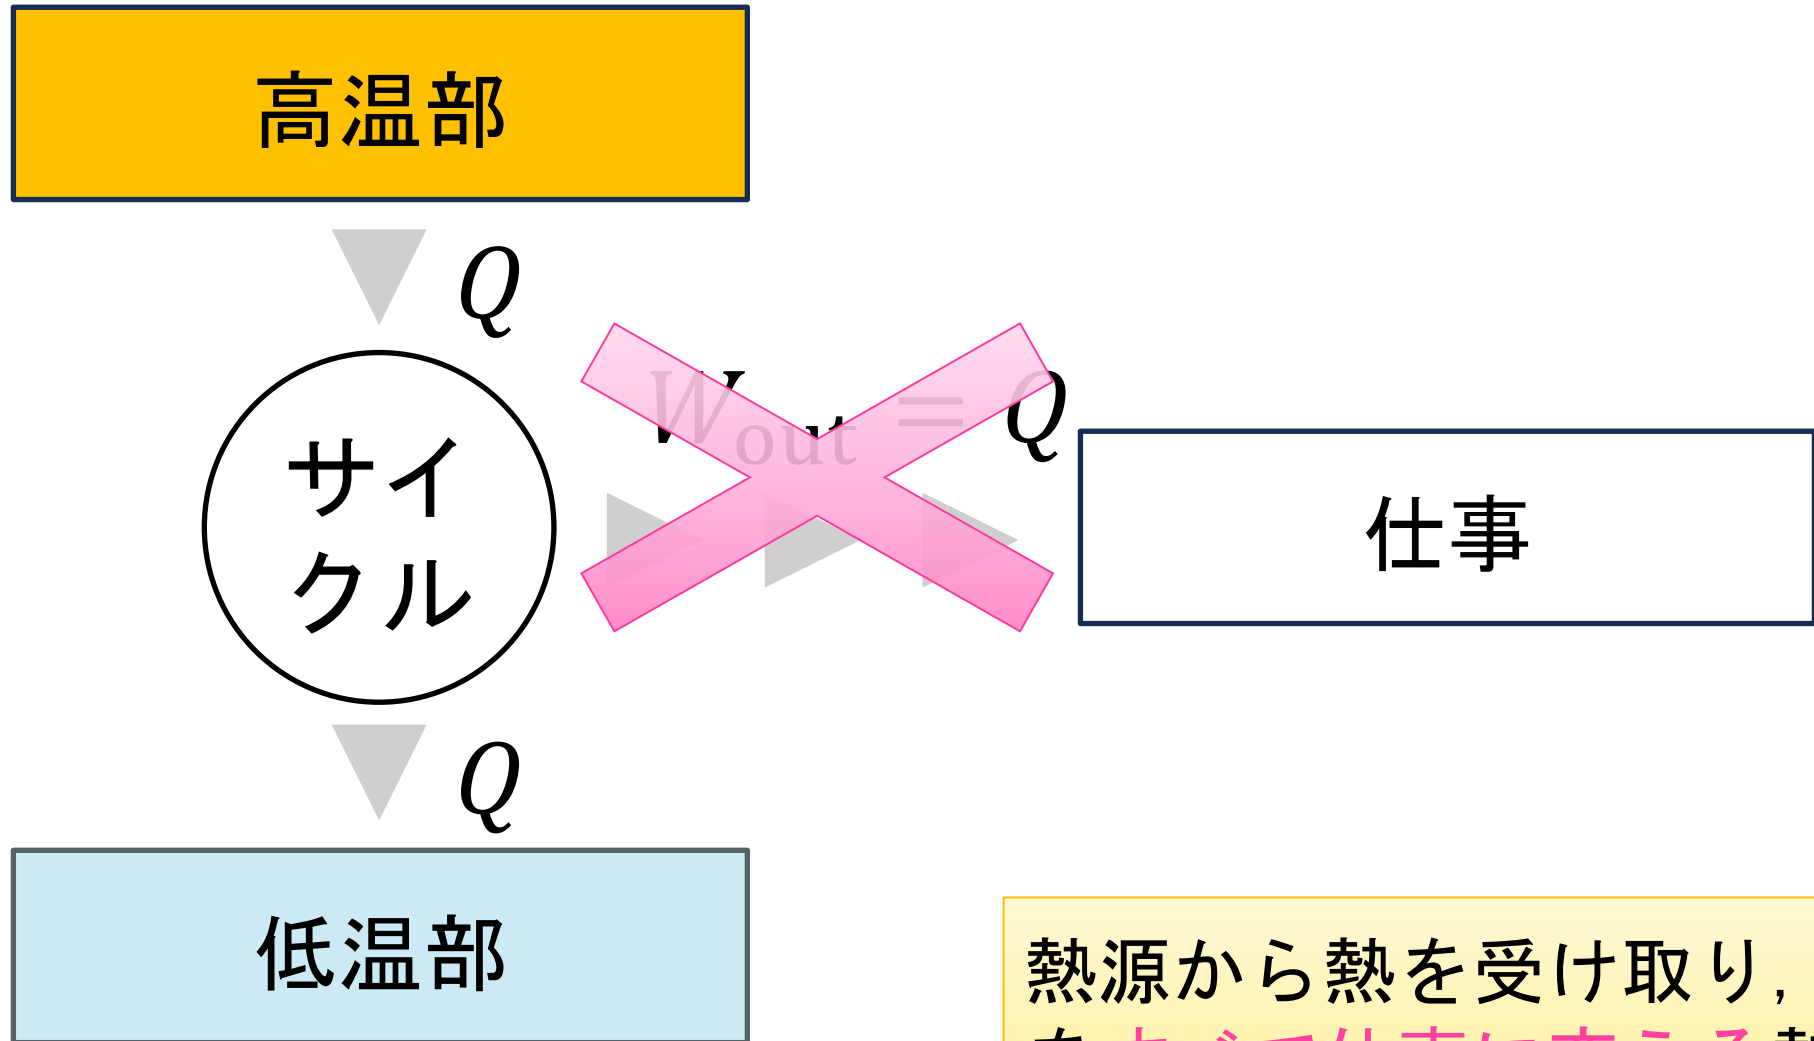 高温部
Q
W_out = Q
サイ
クル
仕事
Q
低温部
熱源から熱を受け取り，